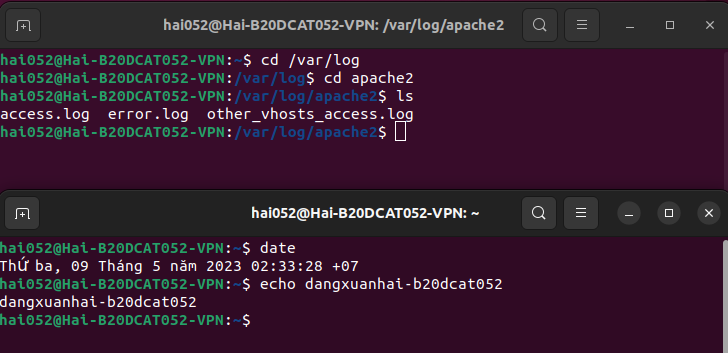 hai052@Hai-B20DCAT052-VPN: /var/log/apache2
hai052@Hai-B20DCAT052-VPN:~$ cd /var/log
hai052@Hai-B20DCAT052-VPN:/var/log$ cd apache2
hai052@Hai-B20DCAT052-VPN:/var/log/apache2$ ls
access.log  error.log  other_vhosts_access.log
hai052@Hai-B20DCAT052-VPN:/var/log/apache2$
hai052@Hai-B20DCAT052-VPN: ~
hai052@Hai-B20DCAT052-VPN:~$ date
Thứ ba, 09 Tháng 5 năm 2023 02:33:28 +07
hai052@Hai-B20DCAT052-VPN:~$ echo dangxuanhai-b20dcat052
dangxuanhai-b20dcat052
hai052@Hai-B20DCAT052-VPN:~$